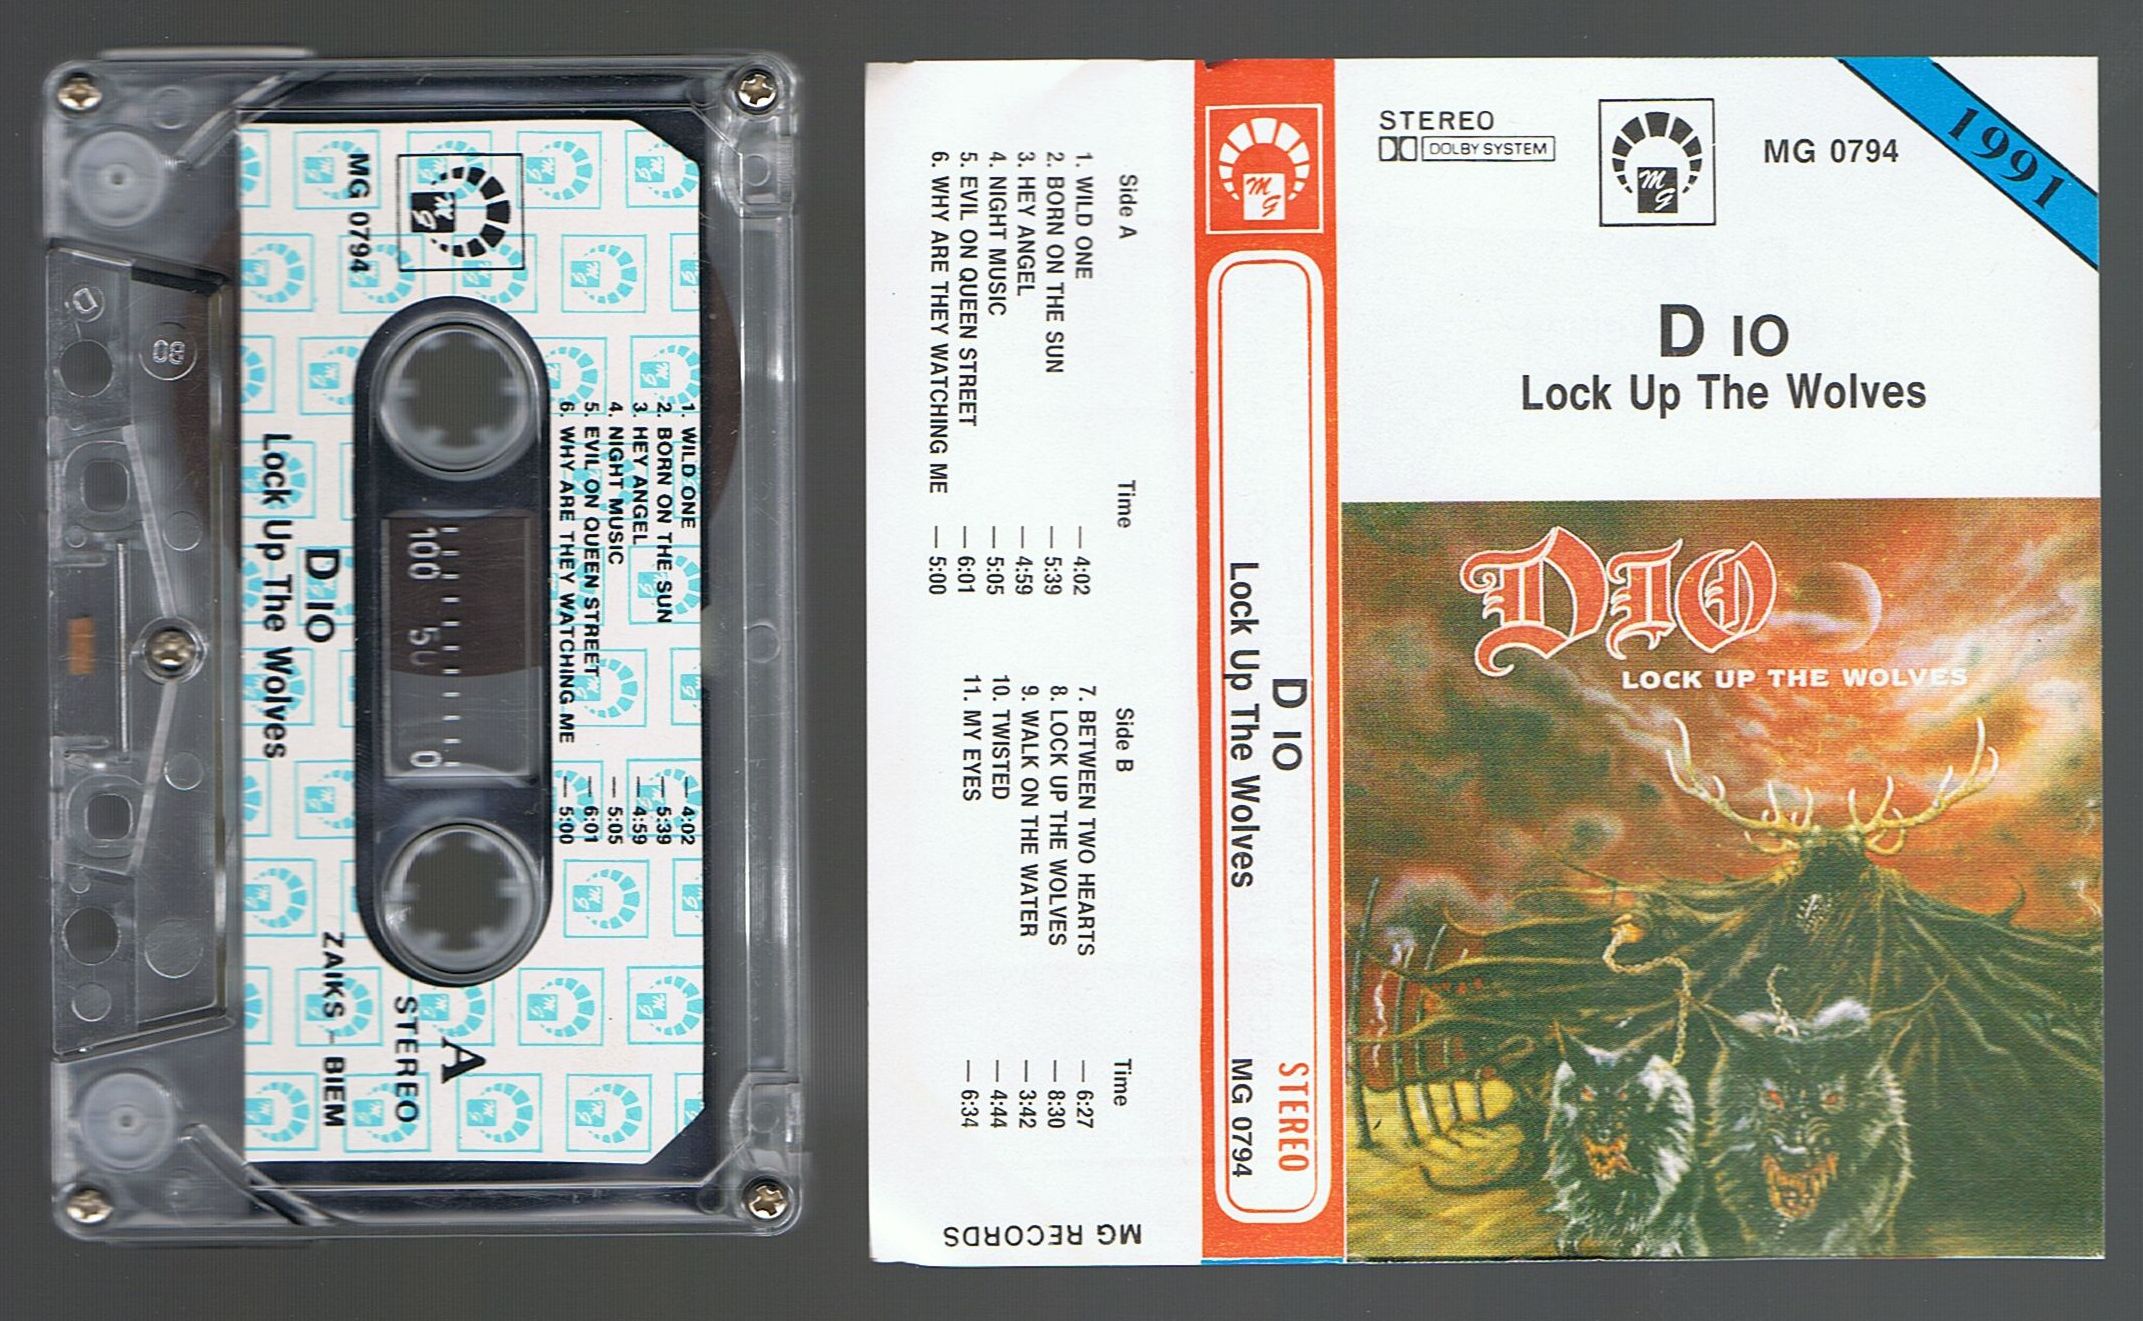 MG
MG 0794
1. WILD ONE — 4:02
2. BORN ON THE SUN — 5:39
3. HEY ANGEL — 4:59
4. NIGHT MUSIC — 5:05
5. EVIL ON QUEEN STREET — 6:01
6. WHY ARE THEY WATCHING ME — 5:00
100 50 0
D IO
Lock Up The Wolves
A
STEREO
ZAIKS – BIEM
80
Side A Time
1. WILD ONE — 4:02
2. BORN ON THE SUN — 5:39
3. HEY ANGEL — 4:59
4. NIGHT MUSIC — 5:05
5. EVIL ON QUEEN STREET — 6:01
6. WHY ARE THEY WATCHING ME — 5:00
Side B Time
7. BETWEEN TWO HEARTS — 6:27
8. LOCK UP THE WOLVES — 8:30
9. WALK ON THE WATER — 3:42
10. TWISTED — 4:44
11. MY EYES — 6:34
MG RECORDS
MG
D IO
Lock Up The Wolves
STEREO
MG 0794
STEREO
DOLBY SYSTEM
MG
MG 0794
1991
D IO
Lock Up The Wolves
DIO
LOCK UP THE WOLVES